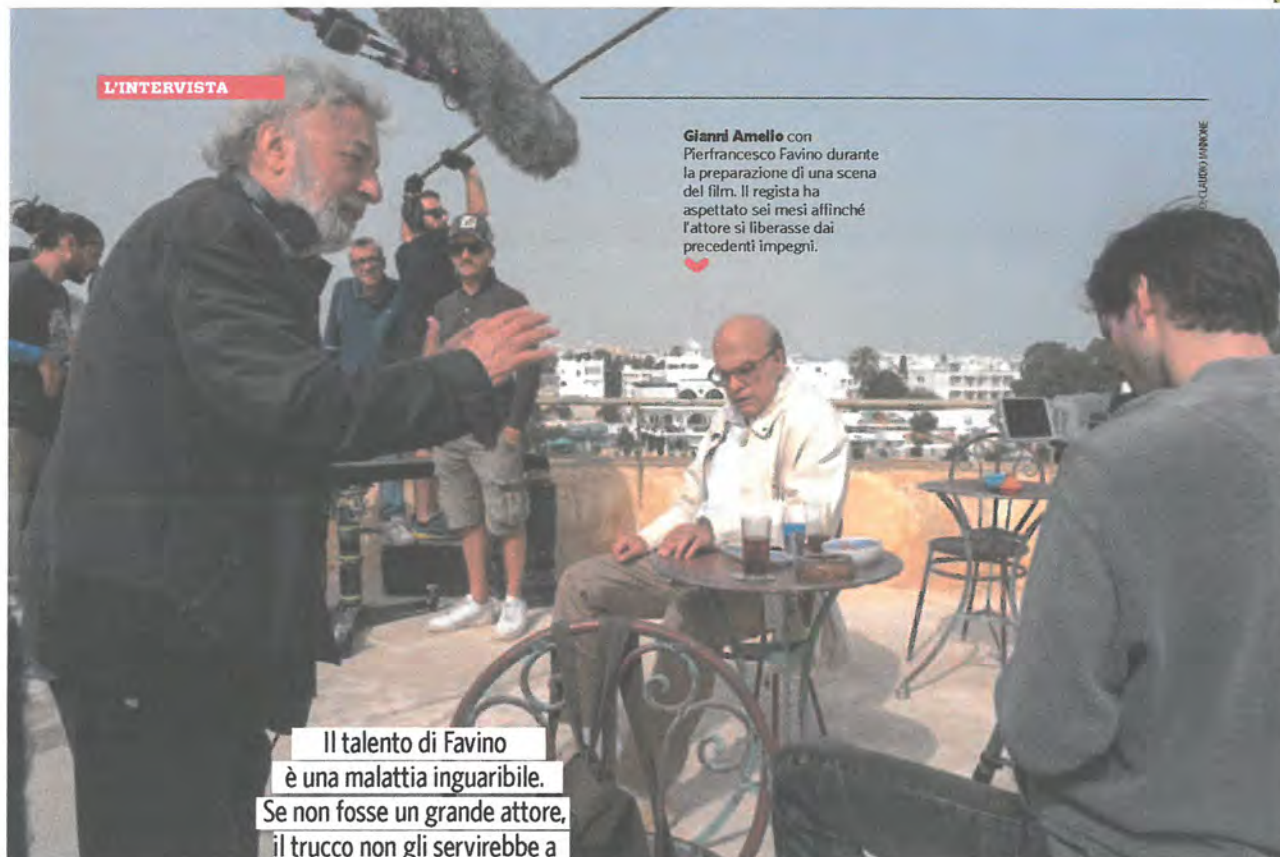 L'INTERVISTA
Gianni Amelio con
Pierfrancesco Favino durante
la preparazione di una scena
del film. Il regista ha
aspettato sei mesi affinché
l'attore si liberasse dai
precedenti impegni.
CLAUDIO IANNONE
Il talento di Favino
è una malattia inguaribile.
Se non fosse un grande attore,
il trucco non gli servirebbe a